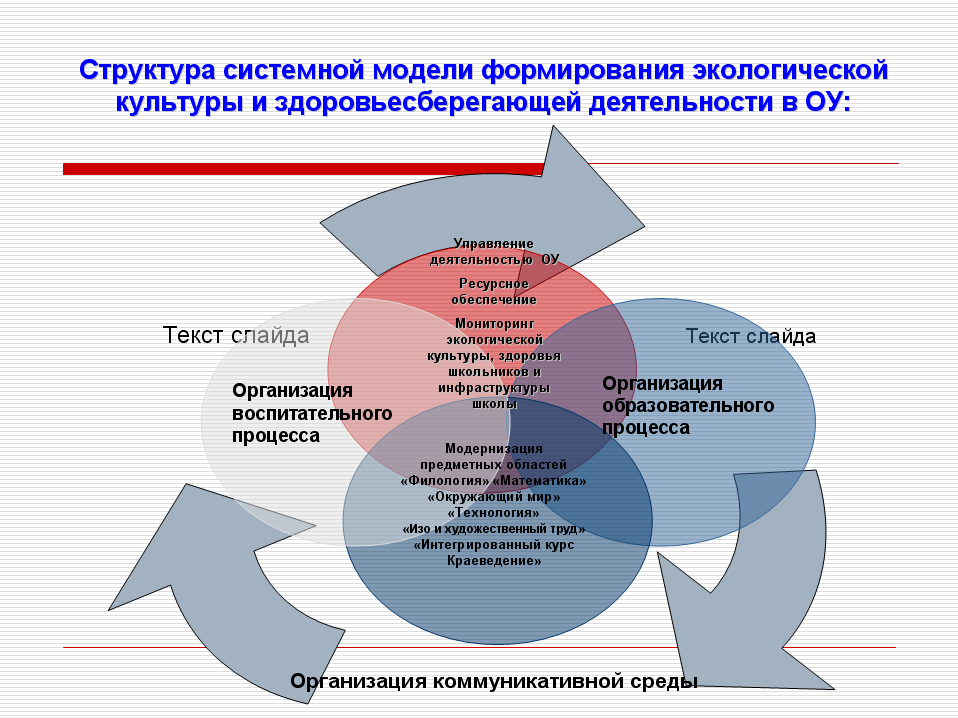 Структура системной модели формирования экологической
культуры и здоровьесберегающей деятельности в ОУ:
Управление
деятельностью ОУ
Ресурсное
обеспечение
Мониторинг
экологической
культуры, здоровья
школьников и
инфраструктуры
школы
Текст слайда
Организация
воспитательного
процесса
Текст слайда
Организация
образовательного
процесса
Модернизация
предметных областей
«Филология» «Математика»
«Окружающий мир»
«Технология»
«Изо и художественный труд»
«Интегрированный курс
Краеведение»
Организация коммуникативной среды